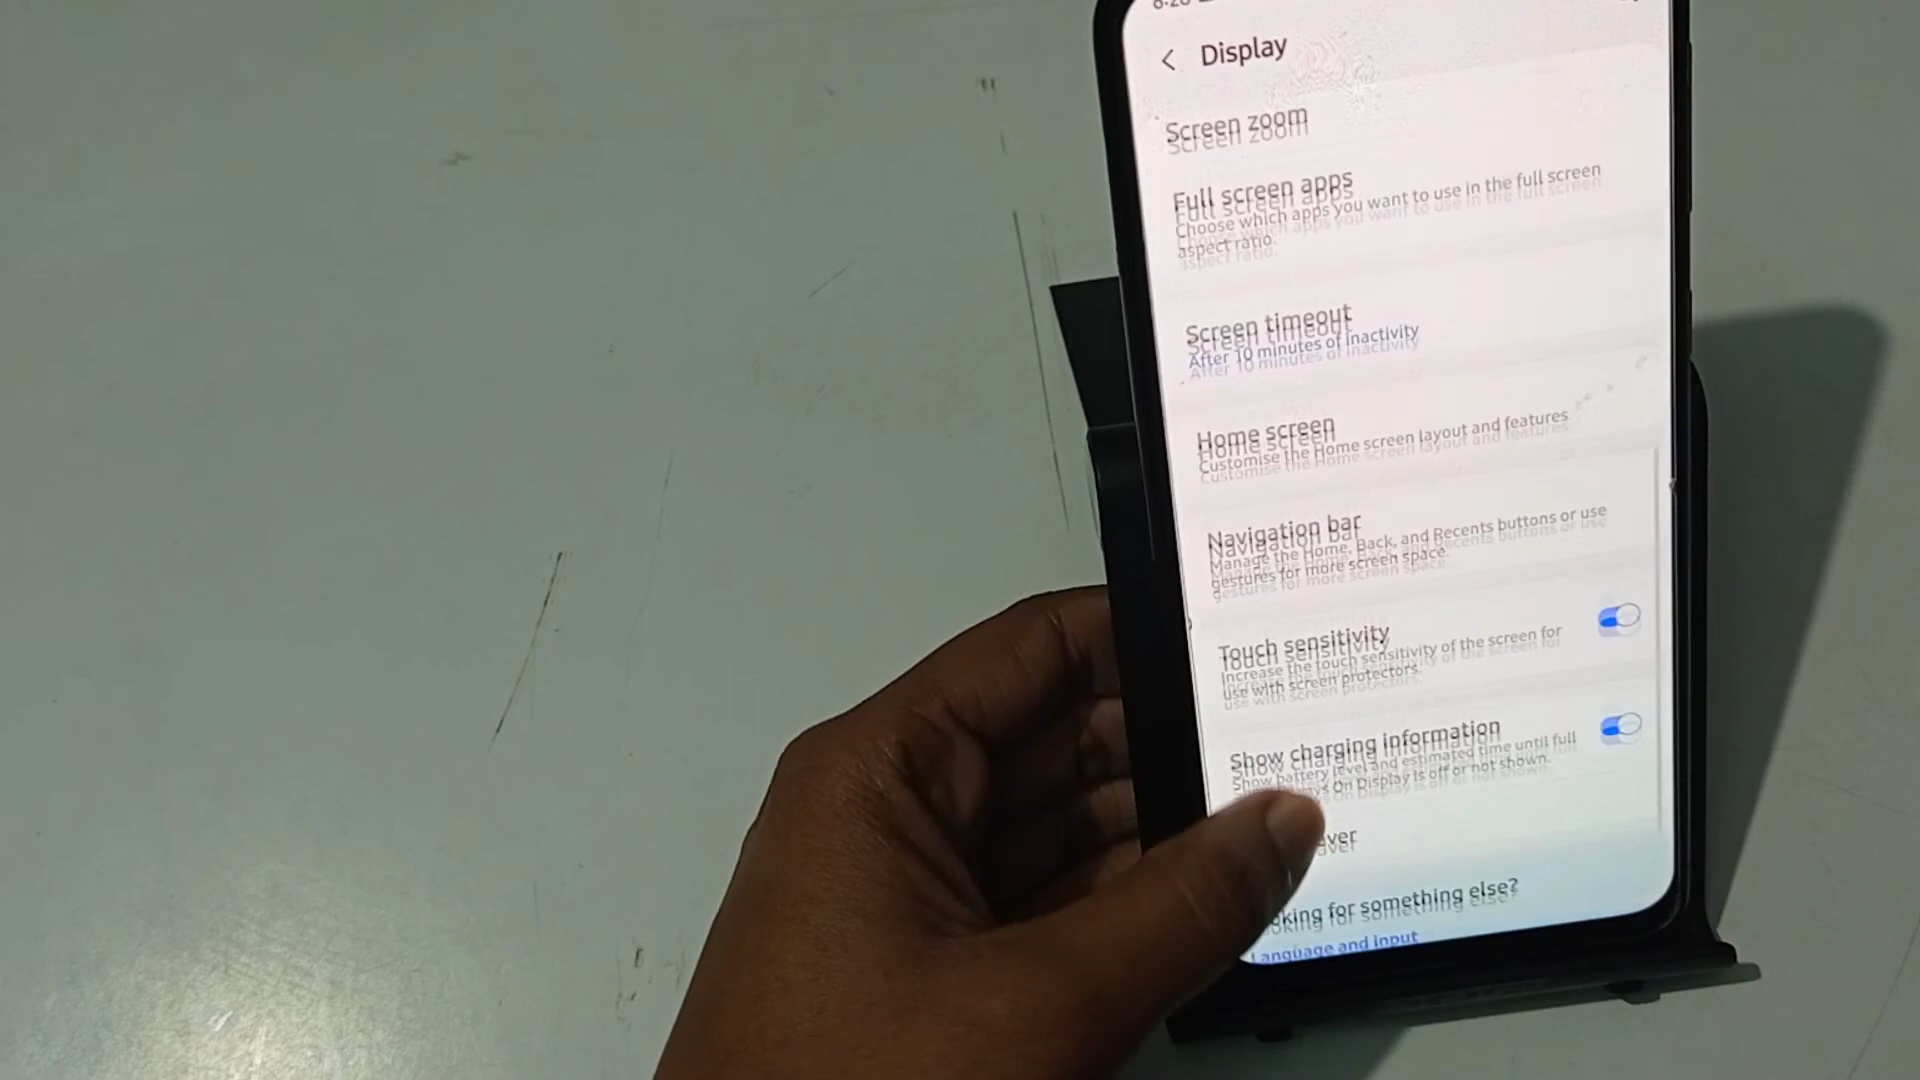 Display
Screen zoom
Full screen apps
Choose which apps you want to use in the full screen
aspect ratio.
Screen timeout
After 10 minutes of inactivity
Home screen
Customise the Home screen layout and features.
Navigation bar
Manage the Home, Back, and Recents buttons or use
gestures for more screen space.
Touch sensitivity
Increase the touch sensitivity of the screen for
use with screen protectors.
Show charging information
Show battery level and estimated time until full
On Display is off or not shown.
for something else?
Language and input